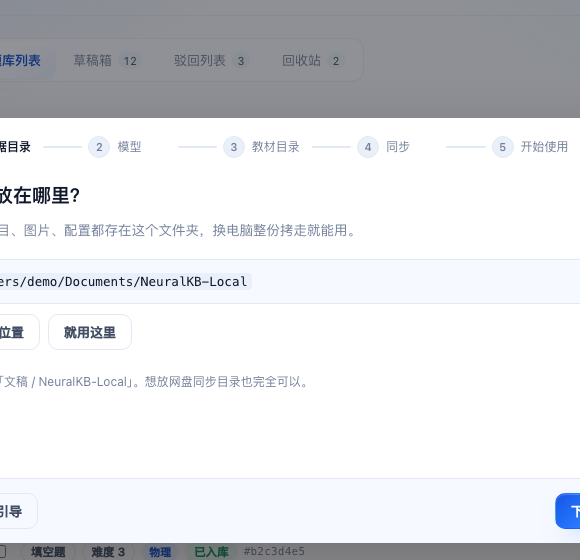 库列表 草稿箱 12 驳回列表 3 回收站 2
据目录 2 模型 3 教材目录 4 同步 5 开始使用
放在哪里?
目、图片、配置都存在这个文件夹，换电脑整份拷走就能用。
ers/demo/Documents/NeuralKB-Local
位置 就用这里
「文稿 / NeuralKB-Local」。想放网盘同步目录也完全可以。
引导 下
填空题 难度 3 物理 已入库 #b2c3d4e5